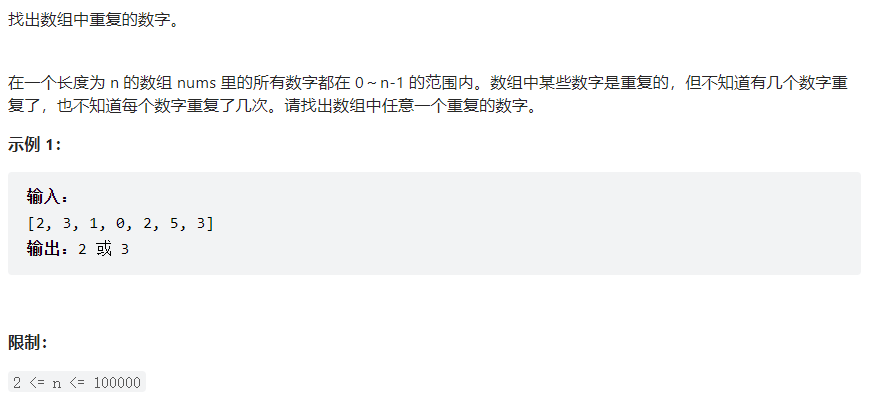 找出数组中重复的数字。
在一个长度为 n 的数组 nums 里的所有数字都在 0～n-1 的范围内。数组中某些数字是重复的，但不知道有几个数字重
复了，也不知道每个数字重复了几次。请找出数组中任意一个重复的数字。
示例 1：
输入：
[2, 3, 1, 0, 2, 5, 3]
输出：2 或 3
限制：
2 <= n <= 100000